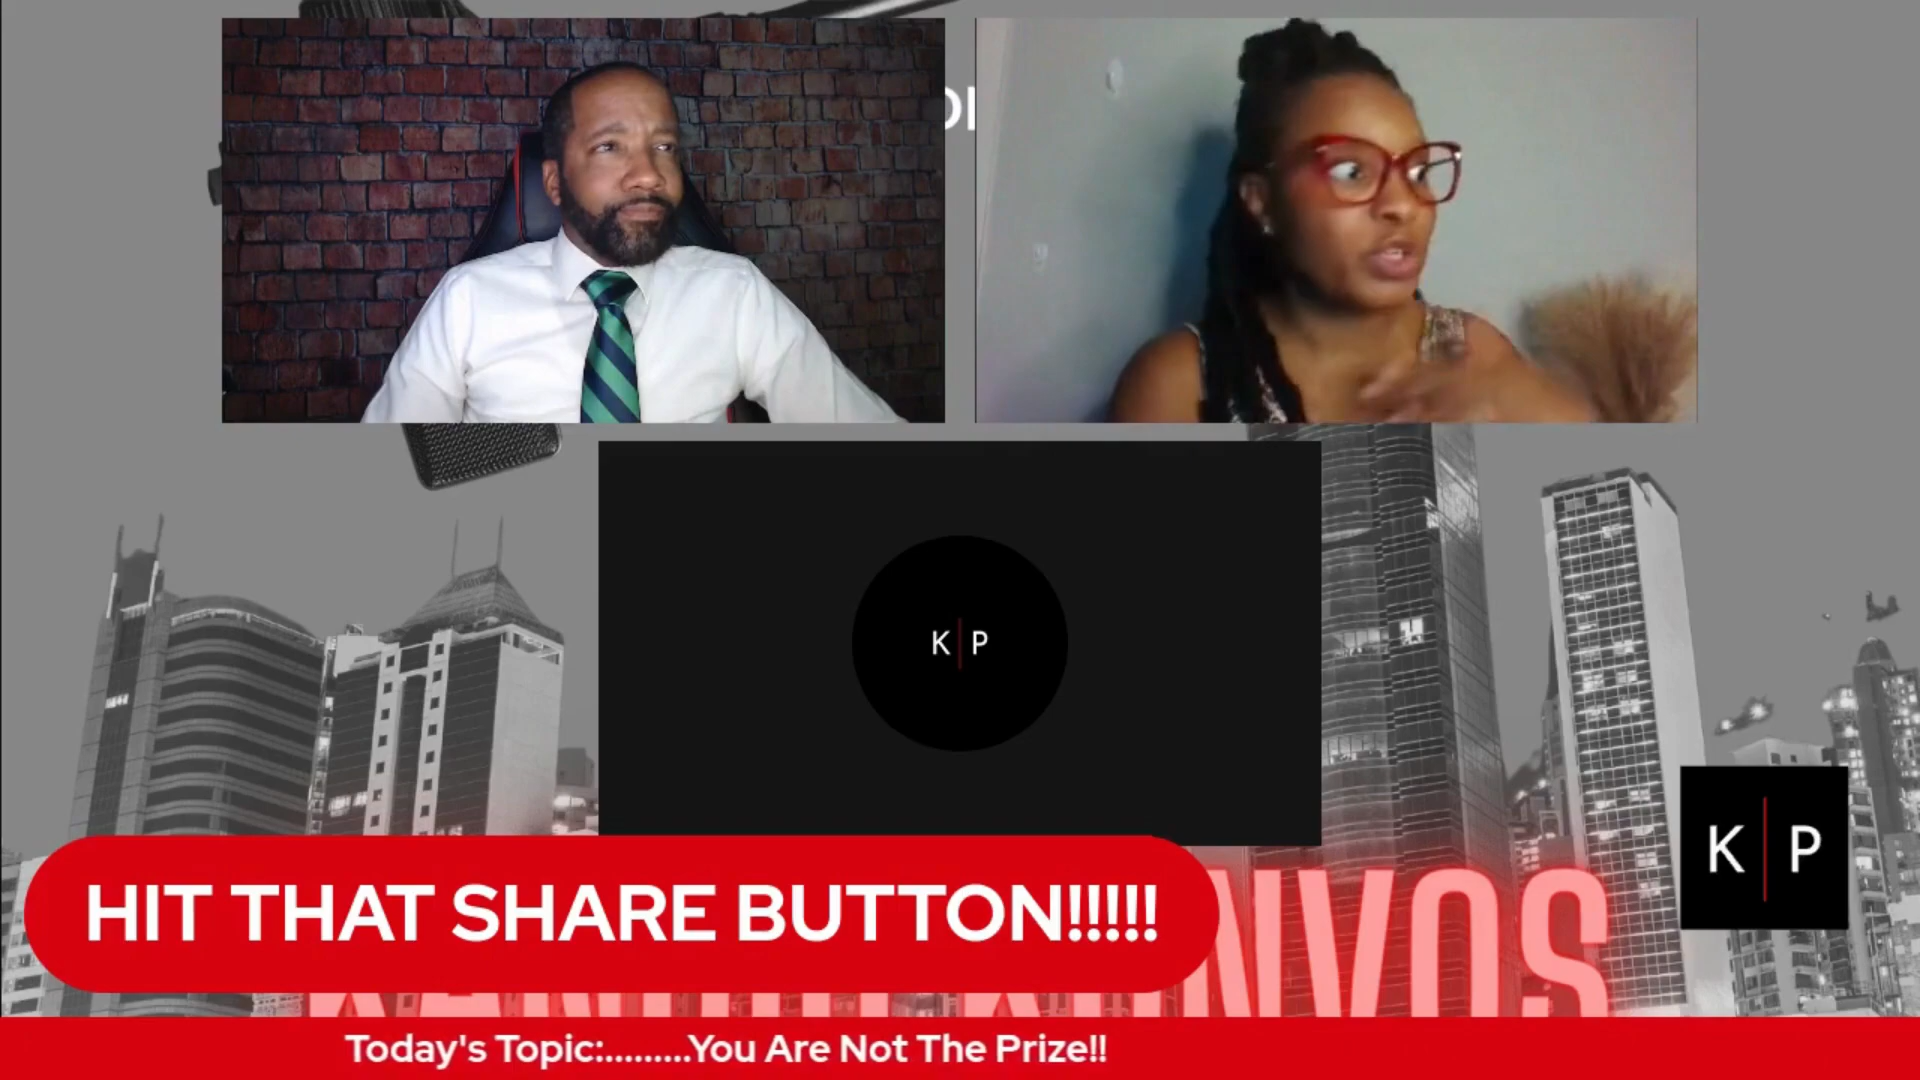 K | P
K | P
HIT THAT SHARE BUTTON!!!!!
Today's Topic:.........You Are Not The Prize!!